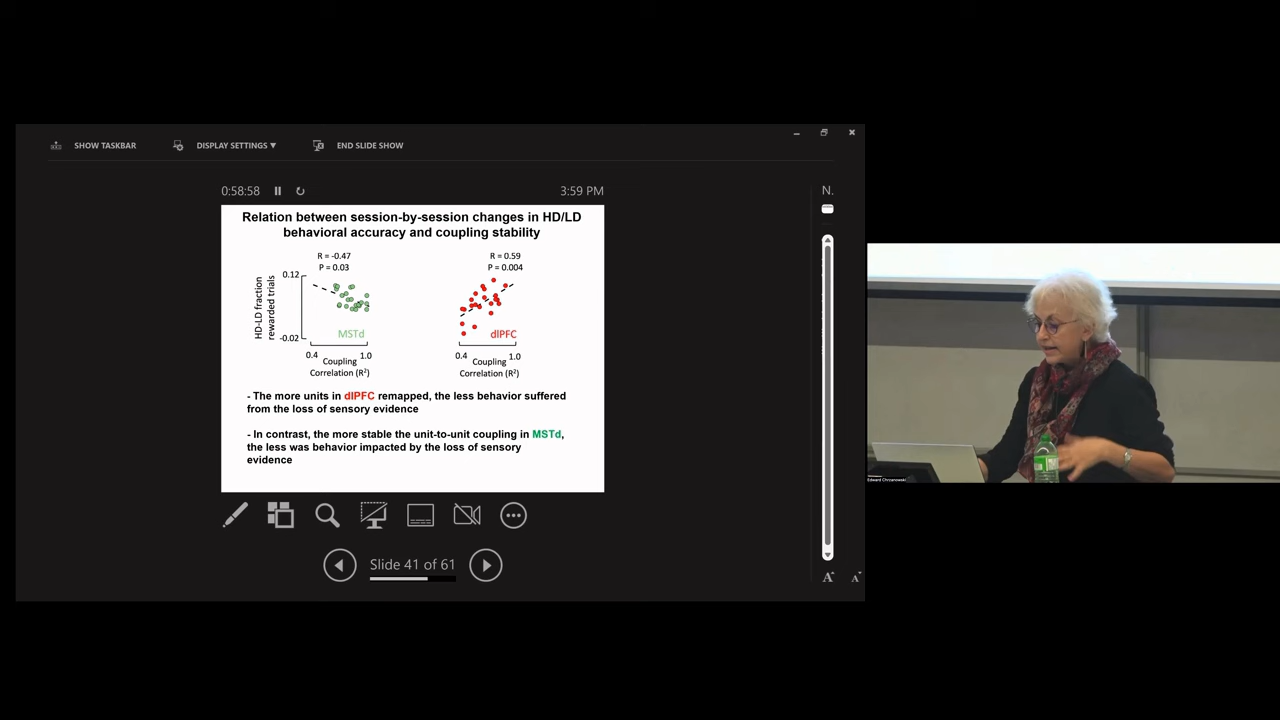 SHOW TASKBAR
DISPLAY SETTINGS ▼
END SLIDE SHOW
0:58:58
3:59 PM
N.
Relation between session-by-session changes in HD/LD
behavioral accuracy and coupling stability
R = -0.47
P = 0.03
R = 0.59
P = 0.004
HD-LD fraction
rewarded trials
0.12
-0.02
MSTd
dlPFC
0.4
1.0
0.4
1.0
Coupling
Correlation (R²)
Coupling
Correlation (R²)
- The more units in dlPFC remapped, the less behavior suffered
from the loss of sensory evidence
- In contrast, the more stable the unit-to-unit coupling in MSTd,
the less was behavior impacted by the loss of sensory
evidence
Slide 41 of 61
A
A
Edward Chrzanowski